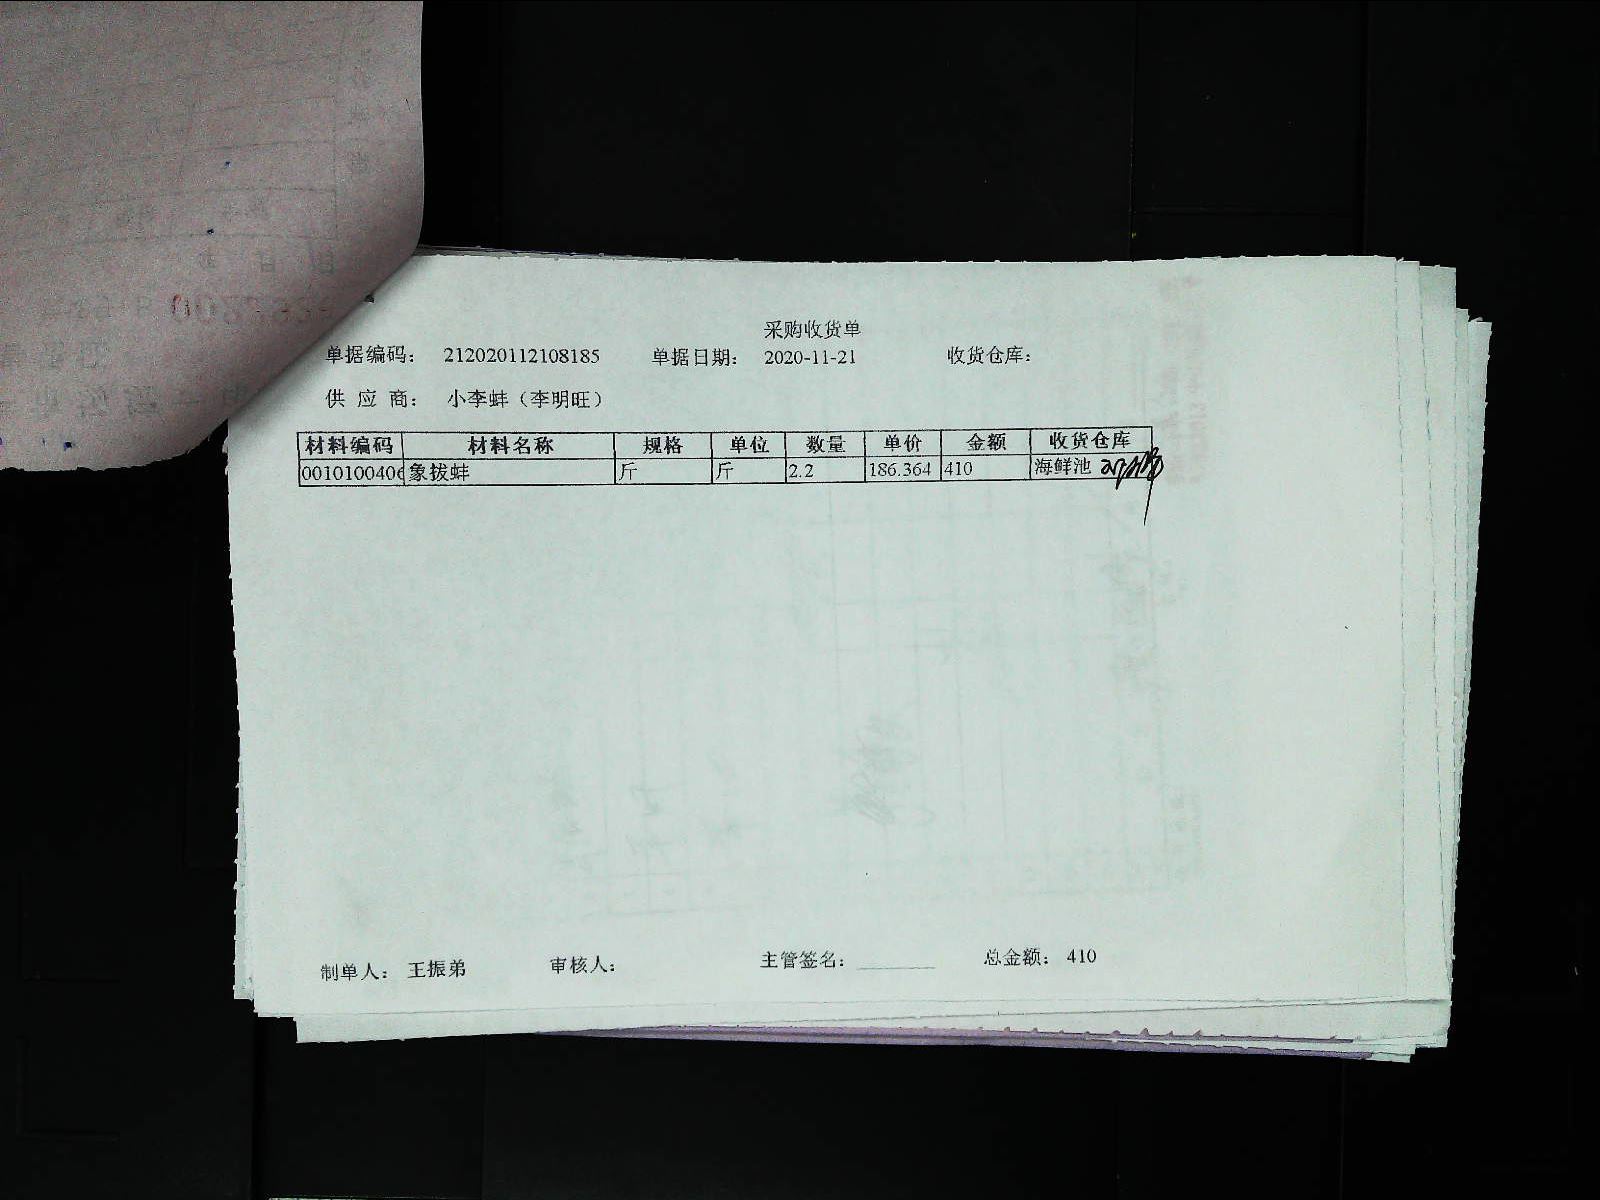 采购收货单
单据编码： 212020112108185 单据日期： 2020-11-21 收货仓库：
供 应 商： 小李蚌（李明旺）
材料编码 材料名称 规格 单位 数量 单价 金额 收货仓库
0010100406 象拔蚌 斤 斤 2.2 186.364 410 海鲜池
制单人： 王振弟 审核人： 主管签名： 总金额： 410